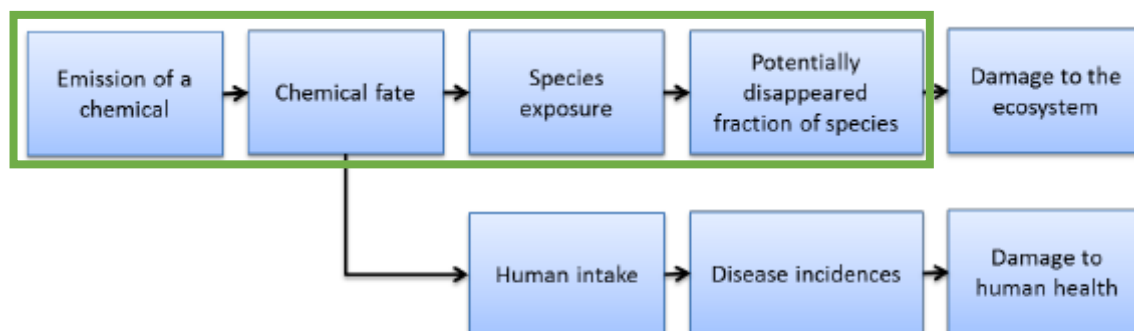 Emission of a
chemical
Chemical fate
Species
exposure
Potentially
disappeared
fraction of species
Damage to the
ecosystem
Human intake
Disease incidences
Damage to
human health